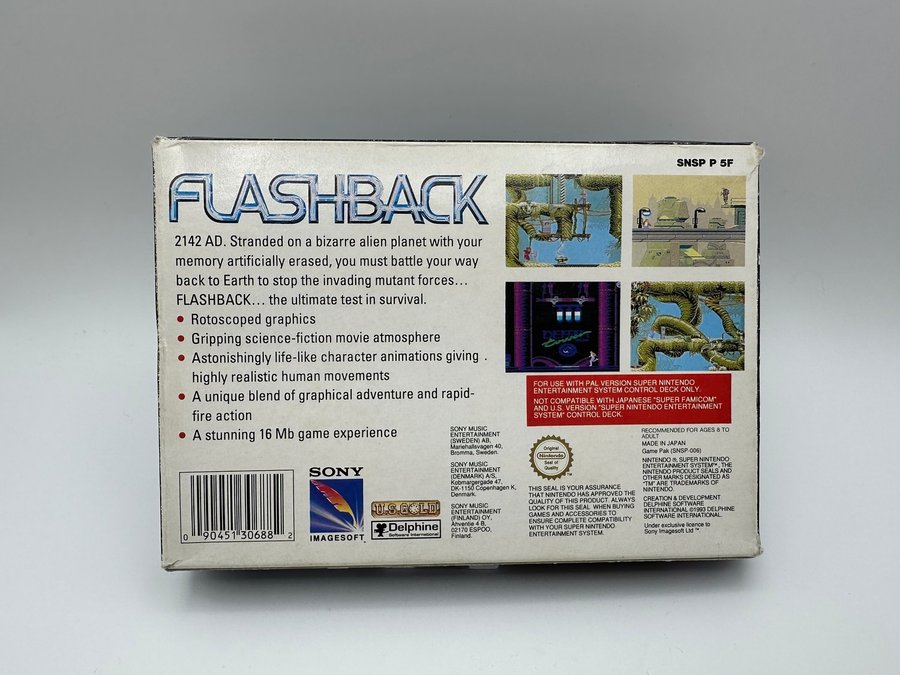 SNSP P 5F
FLASHBACK
2142 AD. Stranded on a bizarre alien planet with your
memory artificially erased, you must battle your way
back to Earth to stop the invading mutant forces...
FLASHBACK... the ultimate test in survival.
• Rotoscoped graphics
• Gripping science-fiction movie atmosphere
• Astonishingly life-like character animations giving
highly realistic human movements
• A unique blend of graphical adventure and rapid-
fire action
• A stunning 16 Mb game experience
FOR USE WITH PAL VERSION SUPER NINTENDO
ENTERTAINMENT SYSTEM CONTROL DECK ONLY.
NOT COMPATIBLE WITH JAPANESE "SUPER FAMICOM"
AND U.S. VERSION "SUPER NINTENDO ENTERTAINMENT
SYSTEM" CONTROL DECK.
0 90451 30688 2
SONY
IMAGESOFT
U.S. GOLD
Delphine
Software International
SONY MUSIC
ENTERTAINMENT
(SWEDEN) AB,
Mariehallsvagen 40,
Bromma, Sweden.
SONY MUSIC
ENTERTAINMENT
(DENMARK) A/S,
Kobmargergade 47,
DK-1150 Copenhagen K,
Denmark.
SONY MUSIC
ENTERTAINMENT
(FINLAND) OY,
Ahventie 4 B,
02170 ESPOO,
Finland.
Original
Nintendo
Seal of
Quality
THIS SEAL IS YOUR ASSURANCE
THAT NINTENDO HAS APPROVED THE
QUALITY OF THIS PRODUCT. ALWAYS
LOOK FOR THIS SEAL WHEN BUYING
GAMES AND ACCESSORIES TO
ENSURE COMPLETE COMPATIBILITY
WITH YOUR SUPER NINTENDO
ENTERTAINMENT SYSTEM.
RECOMMENDED FOR AGES 8 TO
ADULT
MADE IN JAPAN
Game Pak (SNSP-006)
NINTENDO ®, SUPER NINTENDO
ENTERTAINMENT SYSTEM™, THE
NINTENDO PRODUCT SEALS AND
OTHER MARKS DESIGNATED AS
"TM" ARE TRADEMARKS OF
NINTENDO.
CREATION & DEVELOPMENT
DELPHINE SOFTWARE
INTERNATIONAL ©1993 DELPHINE
SOFTWARE INTERNATIONAL.
Under exclusive licence to
Sony Imagesoft Ltd ™